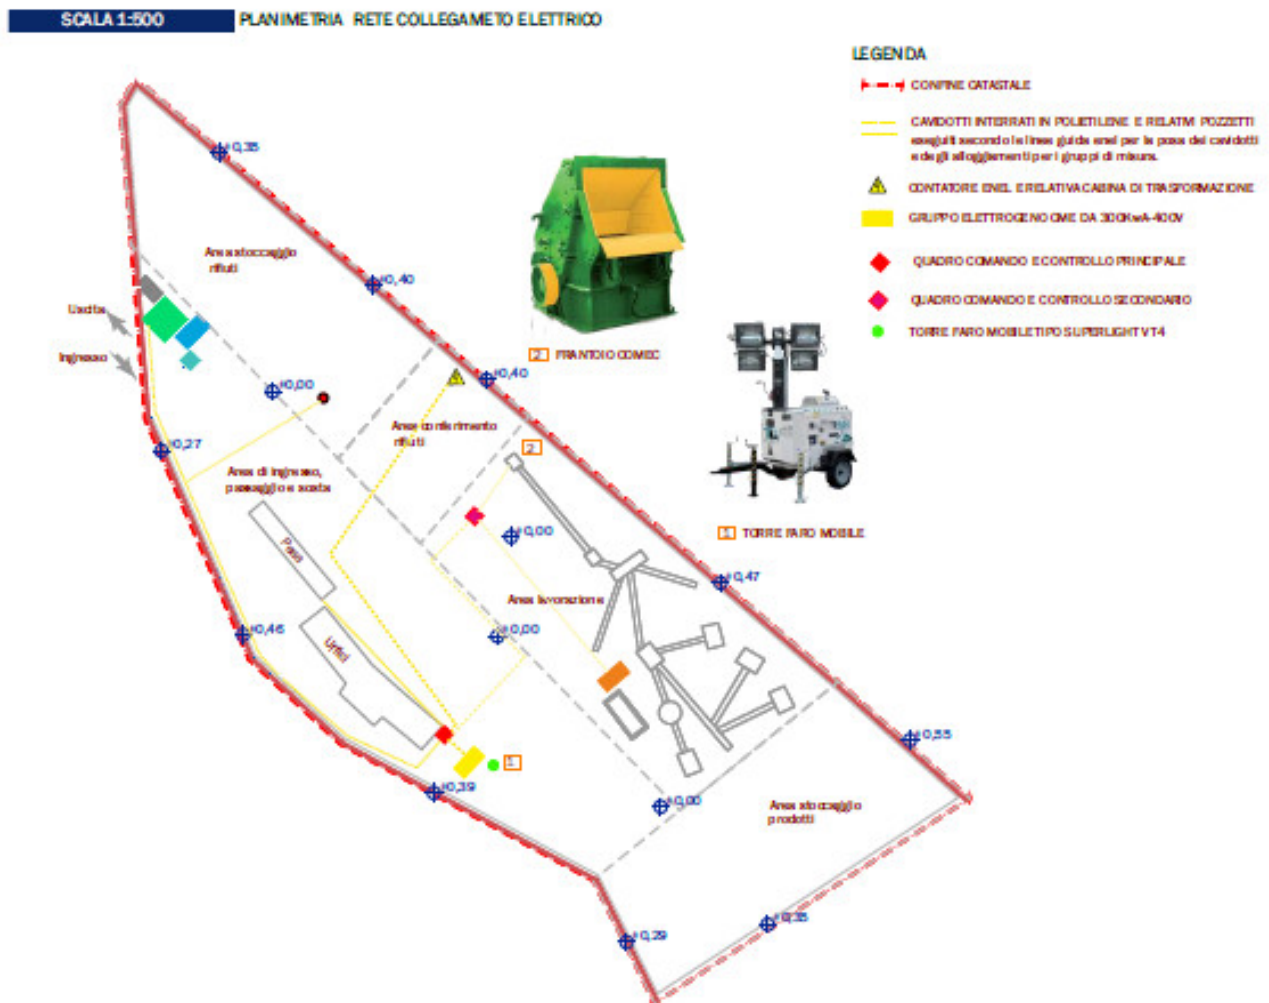 SCALA 1:500
PLANIMETRIA RETE COLLEGAMETO ELETTRICO
LEGENDA
CONFINE CATASTALE
CAVIDOTTI INTERRATI IN POLIETILENE E RELATIVI POZZETTI
eseguiti secondo le linee guida enel per la posa dei cavidotti
e degli alloggiamenti per i gruppi di misura.
CONTATORE ENEL E RELATIVA CABINA DI TRASFORMAZIONE
GRUPPO ELETTROGENO CIME DA 300KwA-400V
QUADRO COMANDO E CONTROLLO PRINCIPALE
QUADRO COMANDO E CONTROLLO SECONDARIO
TORRE FARO MOBILE TIPO SUPERLIGHT VT4
+0,35
Area stoccaggio
rifiuti
+0,40
Uscita
Ingresso
2 FRANTOIO COMEC
+0,40
+0,00
Area conferimento
rifiuti
+0,27
2
Area di ingresso,
passaggio e sosta
1 TORRE FARO MOBILE
+0,00
Pesa
+0,47
Area lavorazione
+0,46
+0,00
Uffici
+0,55
1
+0,39
+0,00
Area stoccaggio
prodotti
+0,35
+0,29